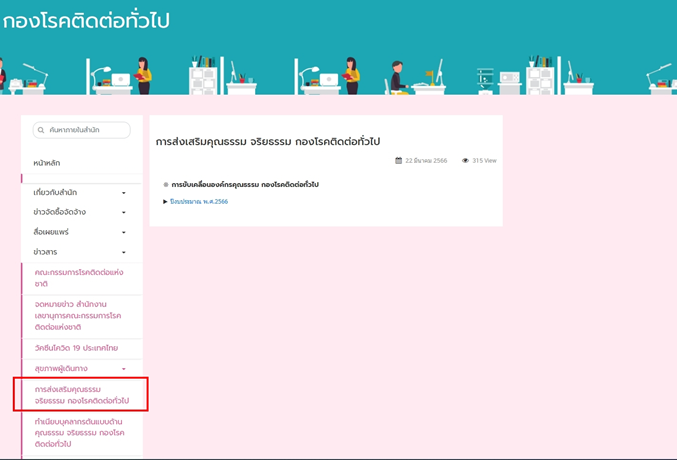 กองโรคติดต่อทั่วไป
ค้นหาภายในสำนัก
หน้าหลัก
เกี่ยวกับสำนัก
ข่าวจัดซื้อจัดจ้าง
สื่อเผยแพร่
ข่าวสาร
คณะกรรมการโรคติดต่อแห่ง
ชาติ
จดหมายข่าว สำนักงาน
เลขานุการคณะกรรมการโรค
ติดต่อแห่งชาติ
วัคซีนโควิด 19 ประเทศไทย
สุขภาพผู้เดินทาง
การส่งเสริมคุณธรรม
จริยธรรม กองโรคติดต่อทั่วไป
ทำเนียบบุคลากรต้นแบบด้าน
คุณธรรม จริยธรรม กองโรค
ติดต่อทั่วไป
การส่งเสริมคุณธรรม จริยธรรม กองโรคติดต่อทั่วไป
22 มีนาคม 2566
315 View
การขับเคลื่อนองค์กรคุณธรรม กองโรคติดต่อทั่วไป
ปีงบประมาณ พ.ศ.2566